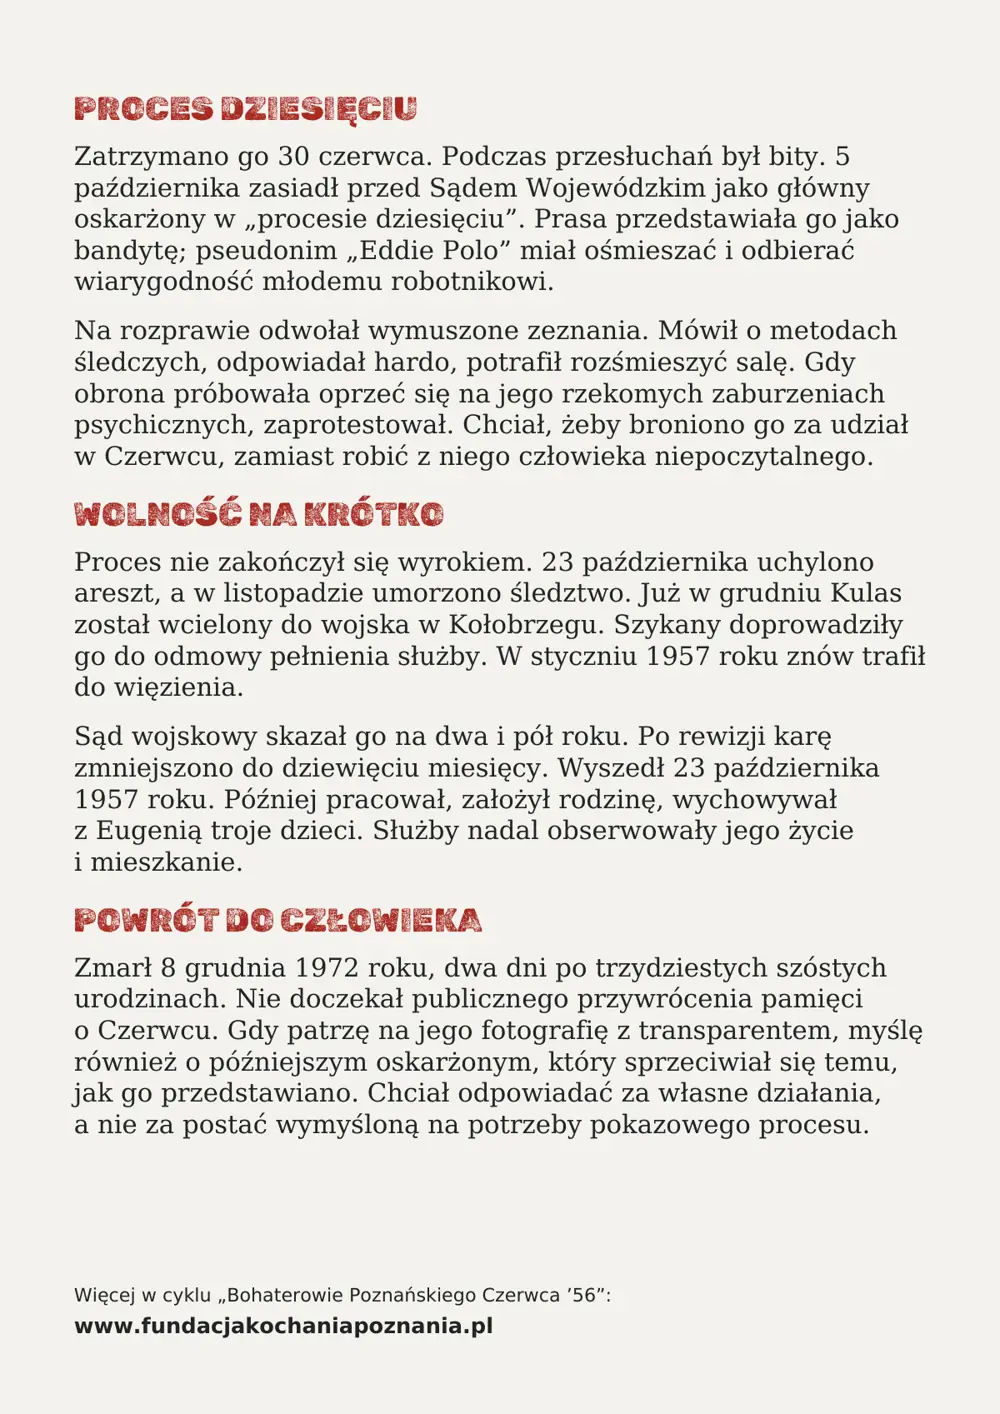 PROCES DZIESIĘCIU
Zatrzymano go 30 czerwca. Podczas przesłuchań był bity. 5
października zasiadł przed Sądem Wojewódzkim jako główny
oskarżony w „procesie dziesięciu”. Prasa przedstawiała go jako
bandytę; pseudonim „Eddie Polo” miał ośmieszać i odbierać
wiarygodność młodemu robotnikowi.
Na rozprawie odwołał wymuszone zeznania. Mówił o metodach
śledczych, odpowiadał hardo, potrafił rozśmieszyć salę. Gdy
obrona próbowała oprzeć się na jego rzekomych zaburzeniach
psychicznych, zaprotestował. Chciał, żeby broniono go za udział
w Czerwcu, zamiast robić z niego człowieka niepoczytalnego.
WOLNOŚĆ NA KRÓTKO
Proces nie zakończył się wyrokiem. 23 października uchylono
areszt, a w listopadzie umorzono śledztwo. Już w grudniu Kulas
został wcielony do wojska w Kołobrzegu. Szykany doprowadziły
go do odmowy pełnienia służby. W styczniu 1957 roku znów trafił
do więzienia.
Sąd wojskowy skazał go na dwa i pół roku. Po rewizji karę
zmniejszono do dziewięciu miesięcy. Wyszedł 23 października
1957 roku. Później pracował, założył rodzinę, wychowywał
z Eugenią troje dzieci. Służby nadal obserwowały jego życie
i mieszkanie.
POWRÓT DO CZŁOWIEKA
Zmarł 8 grudnia 1972 roku, dwa dni po trzydziestych szóstych
urodzinach. Nie doczekał publicznego przywrócenia pamięci
o Czerwcu. Gdy patrzę na jego fotografię z transparentem, myślę
również o późniejszym oskarżonym, który sprzeciwiał się temu,
jak go przedstawiano. Chciał odpowiadać za własne działania,
a nie za postać wymyśloną na potrzeby pokazowego procesu.
Więcej w cyklu „Bohaterowie Poznańskiego Czerwca ’56”:
www.fundacjakochaniapoznania.pl